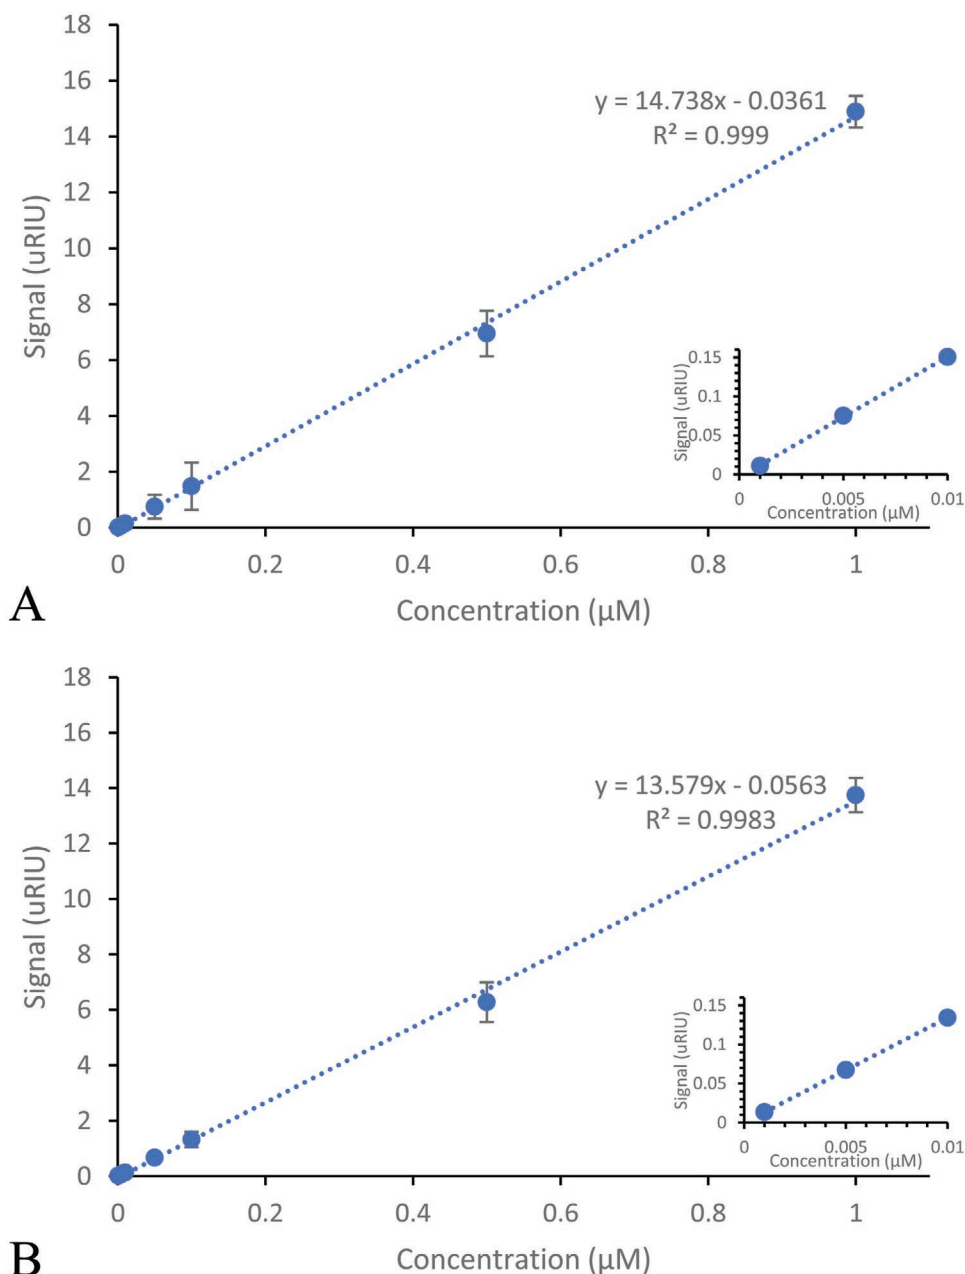 18
16
14
12
10
8
6
4
2
0
Signal (uRIU)
y = 14.738x - 0.0361
R² = 0.999
0.15
0.1
0.05
0
Signal (uRIU)
0 0.005 0.01
Concentration (µM)
0 0.2 0.4 0.6 0.8 1
Concentration (µM)
A
18
16
14
12
10
8
6
4
2
0
Signal (uRIU)
y = 13.579x - 0.0563
R² = 0.9983
0.15
0.1
0.05
0
Signal (uRIU)
0 0.005 0.01
Concentration (µM)
0 0.2 0.4 0.6 0.8 1
Concentration (µM)
B